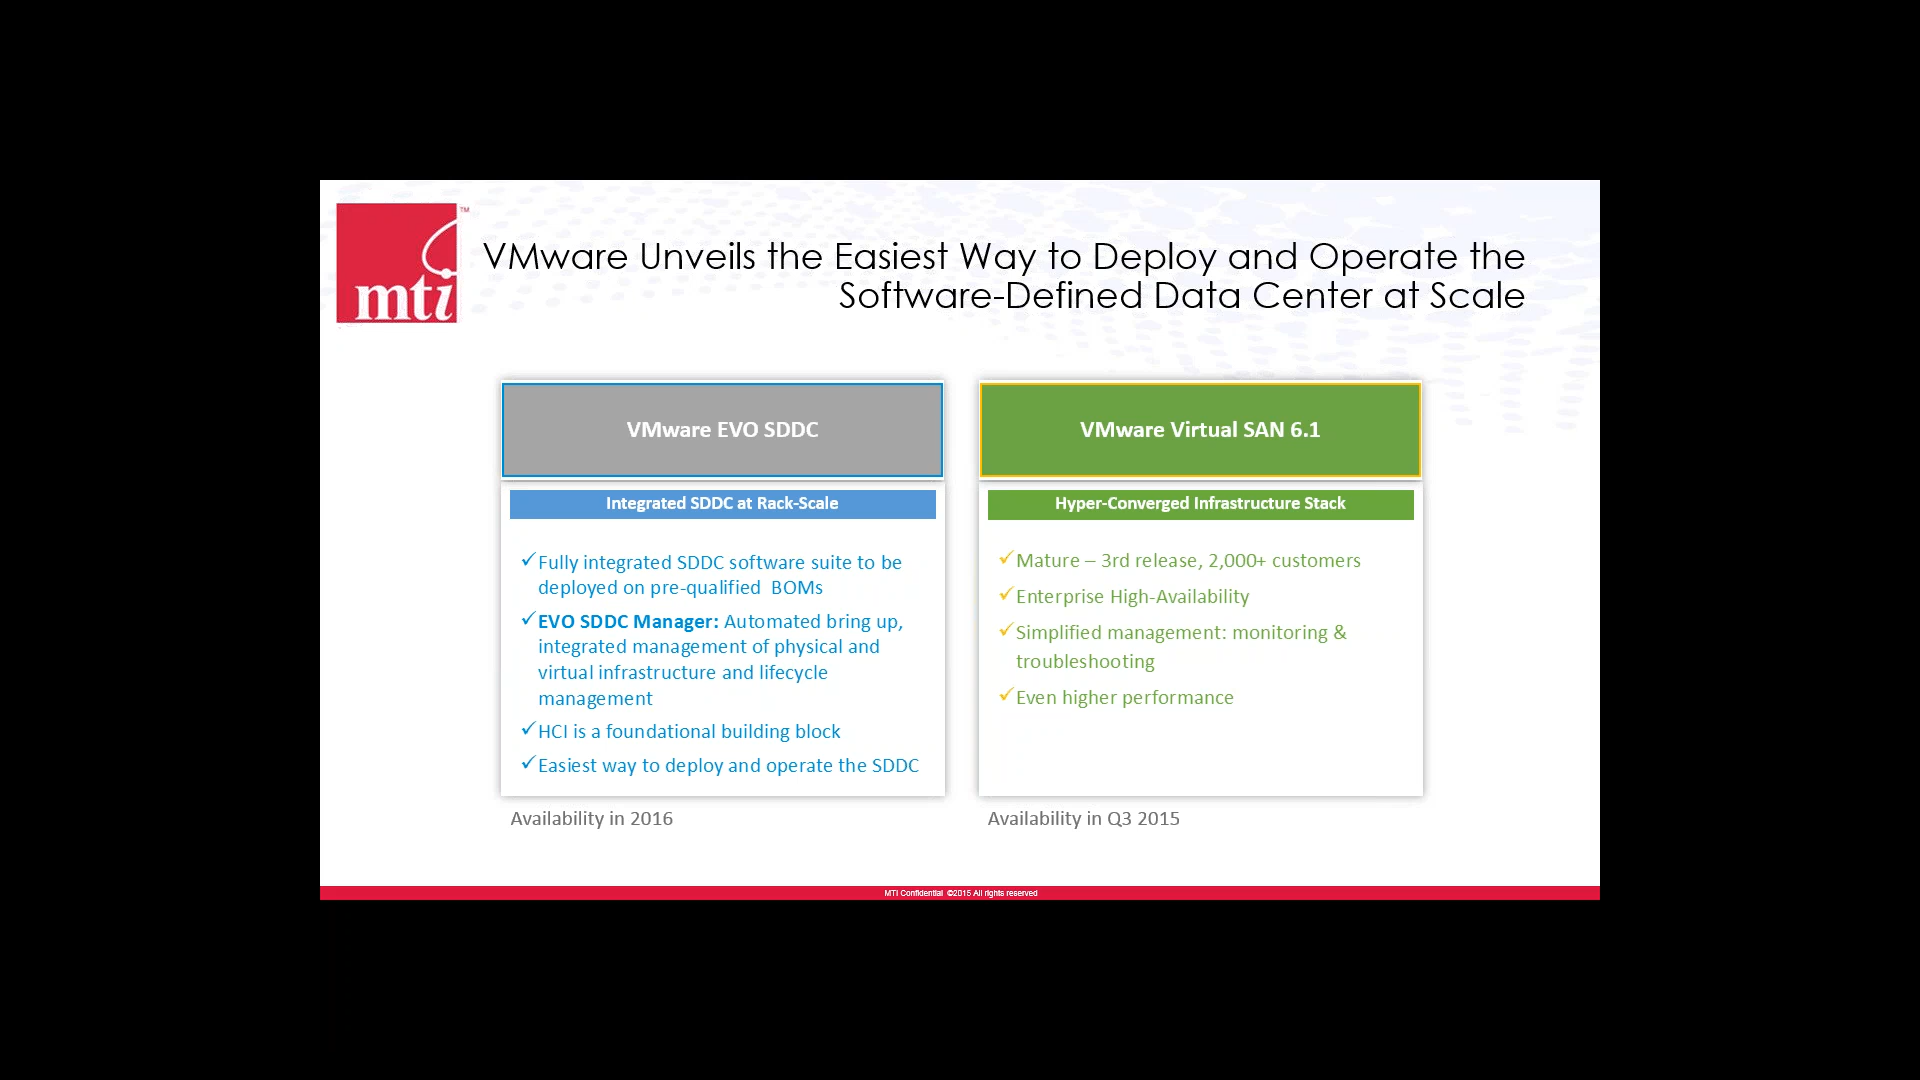 mti
TM
VMware Unveils the Easiest Way to Deploy and Operate the
Software-Defined Data Center at Scale
VMware EVO SDDC
Integrated SDDC at Rack-Scale
✓Fully integrated SDDC software suite to be
deployed on pre-qualified BOMs
✓EVO SDDC Manager: Automated bring up,
integrated management of physical and
virtual infrastructure and lifecycle
management
✓HCI is a foundational building block
✓Easiest way to deploy and operate the SDDC
Availability in 2016
VMware Virtual SAN 6.1
Hyper-Converged Infrastructure Stack
✓Mature – 3rd release, 2,000+ customers
✓Enterprise High-Availability
✓Simplified management: monitoring &
troubleshooting
✓Even higher performance
Availability in Q3 2015
MTI Confidential ©2015 All rights reserved